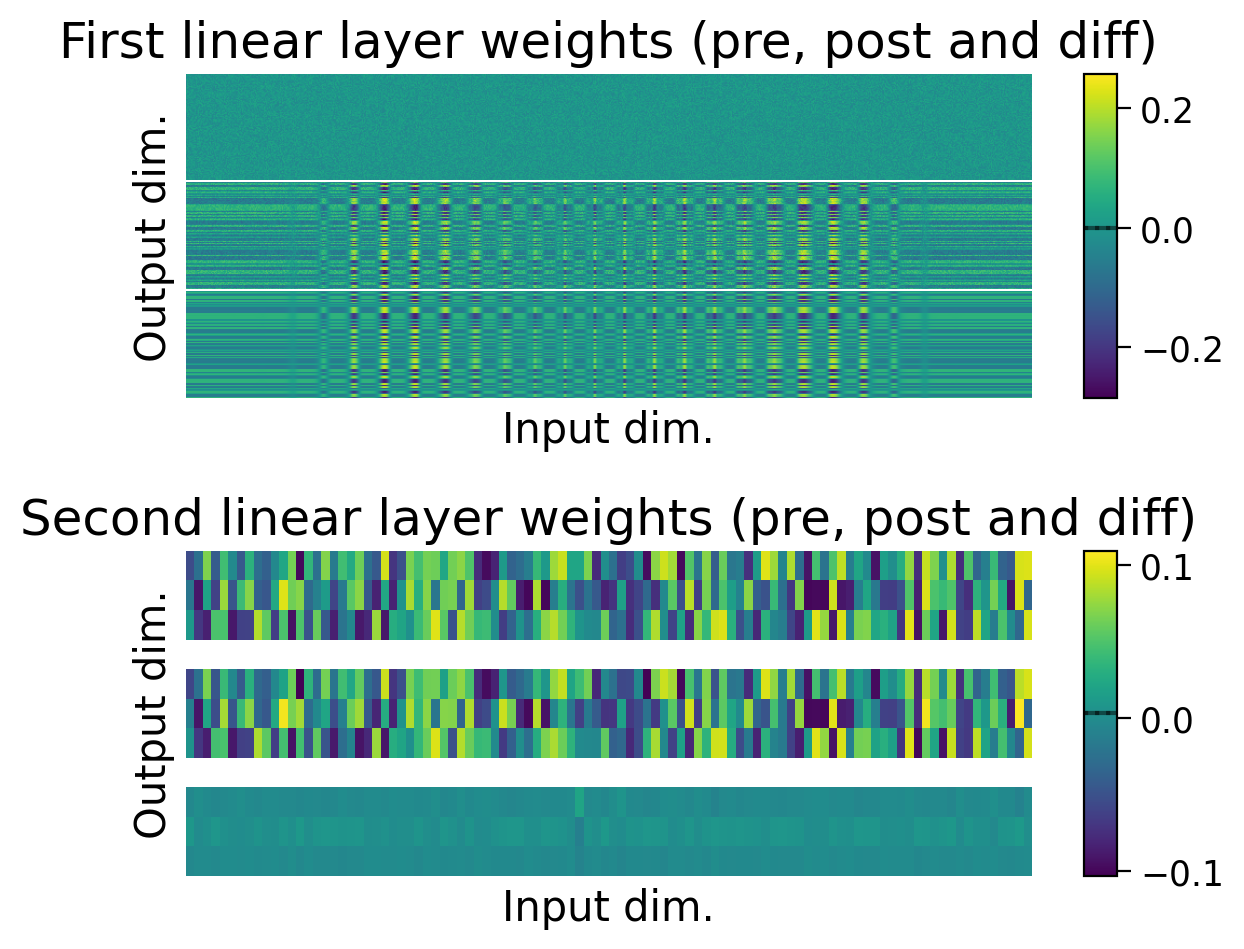 First linear layer weights (pre, post and diff)
Output dim.
0.2
0.0
−0.2
Input dim.
Second linear layer weights (pre, post and diff)
Output dim.
0.1
0.0
−0.1
Input dim.